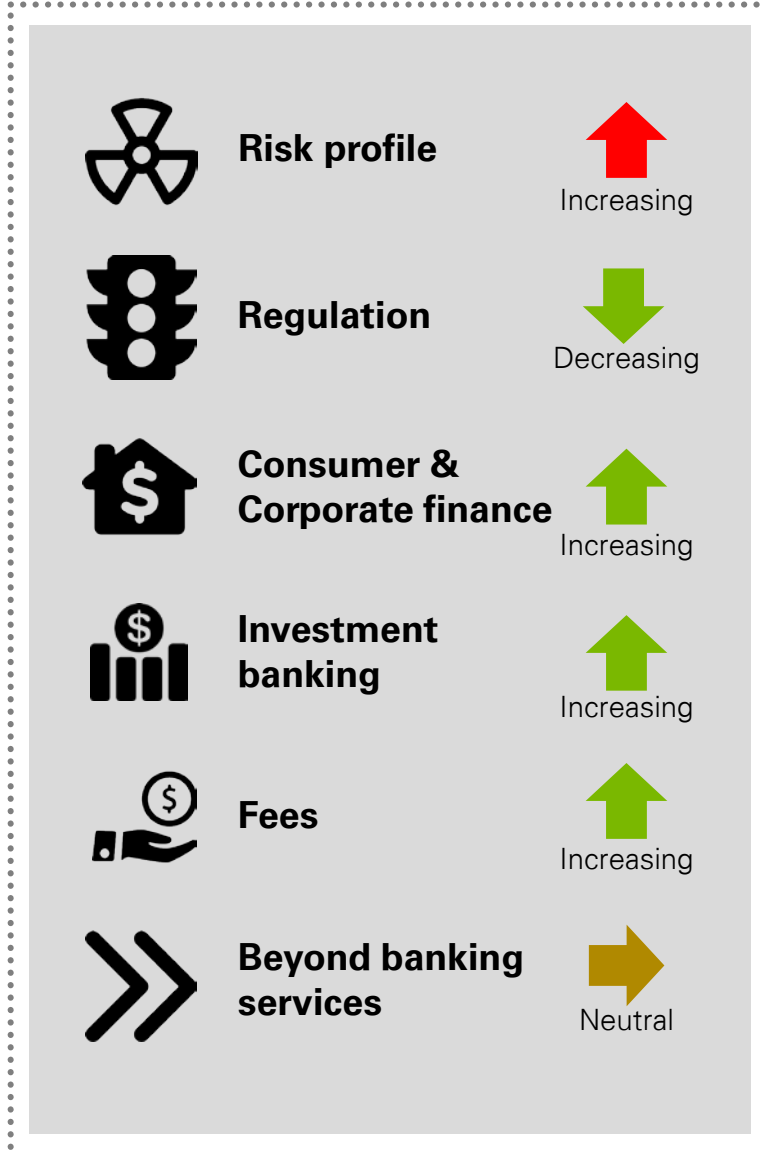 Risk profile
Increasing
Regulation
Decreasing
Consumer &
Corporate finance
Increasing
Investment
banking
Increasing
Fees
Increasing
Beyond banking
services
Neutral
$
$
$